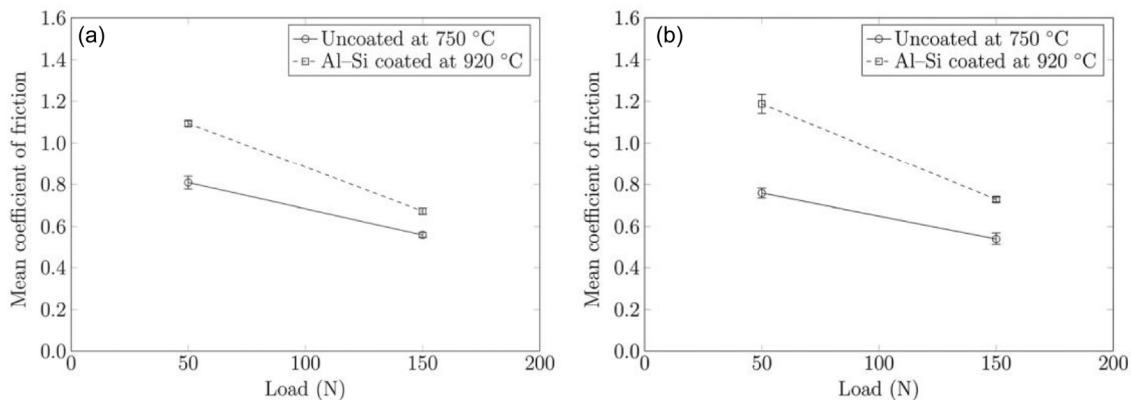 (a)
Uncoated at 750 °C
Al–Si coated at 920 °C
Mean coefficient of friction
1.6
1.4
1.2
1.0
0.8
0.6
0.4
0.2
0.0
0 50 100 150 200
Load (N)
(b)
Uncoated at 750 °C
Al–Si coated at 920 °C
Mean coefficient of friction
1.6
1.4
1.2
1.0
0.8
0.6
0.4
0.2
0.0
0 50 100 150 200
Load (N)